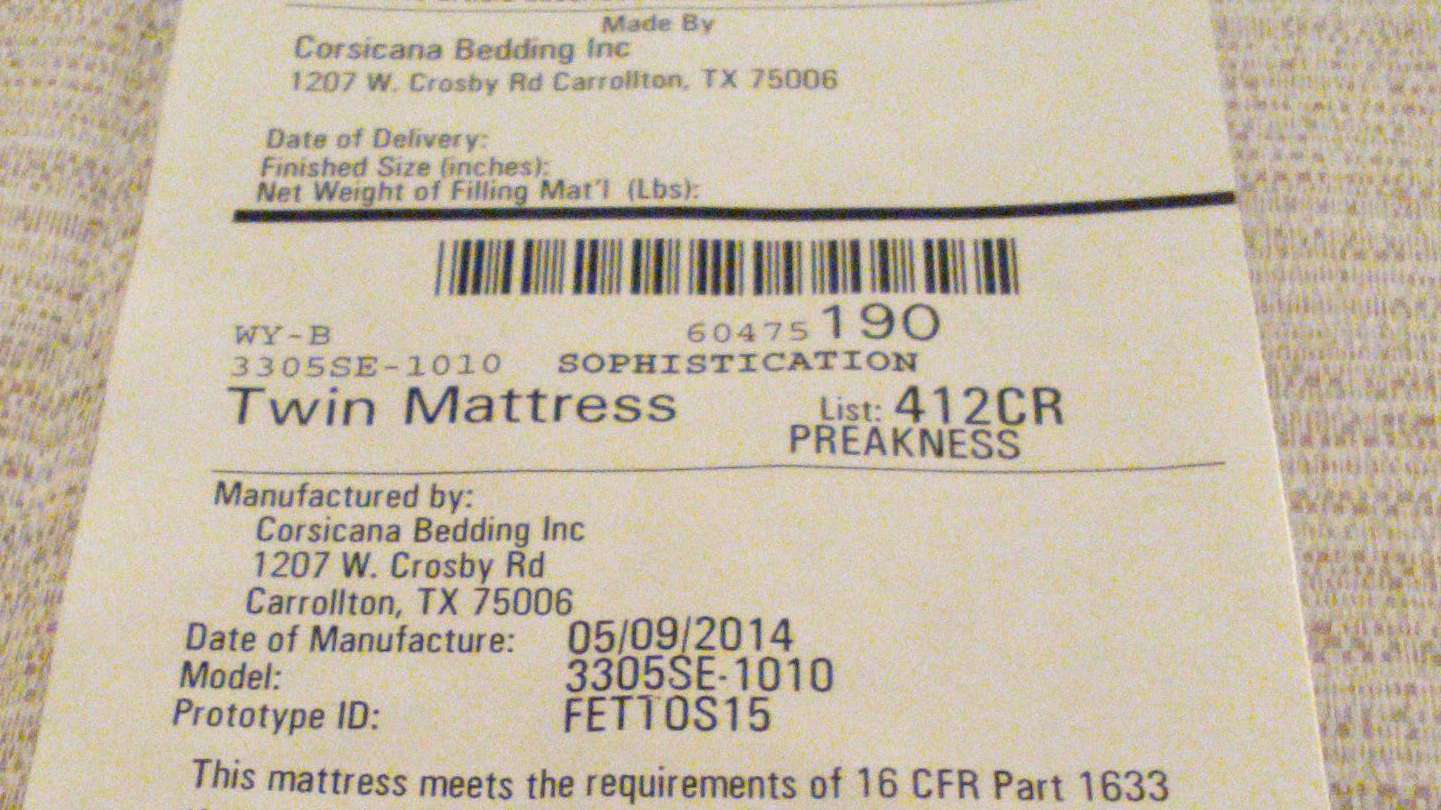 Made By
Corsicana Bedding Inc
1207 W. Crosby Rd Carrollton, TX 75006
Date of Delivery:
Finished Size (inches):
Net Weight of Filling Mat'l (Lbs):
WY-B 60475 190
3305SE-1010 SOPHISTICATION
Twin Mattress List: 412CR
PREAKNESS
Manufactured by:
Corsicana Bedding Inc
1207 W. Crosby Rd
Carrollton, TX 75006
Date of Manufacture: 05/09/2014
Model: 3305SE-1010
Prototype ID: FET10S15
This mattress meets the requirements of 16 CFR Part 1633